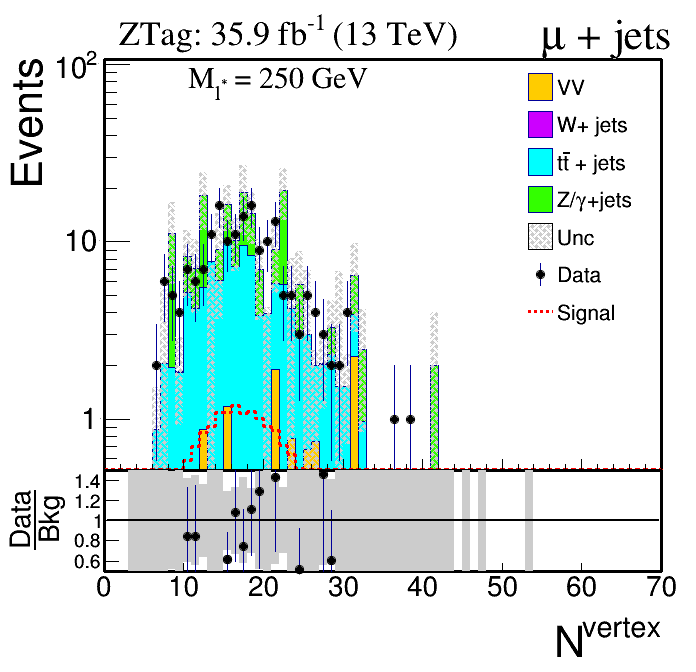 ZTag: 35.9 fb⁻¹ (13 TeV)
μ + jets
M_l* = 250 GeV
Events
10²
10
1
VV
W+ jets
tt̄ + jets
Z/γ+jets
Unc
Data
Signal
Data
Bkg
1.4
1.2
1
0.8
0.6
0 10 20 30 40 50 60 70
N^vertex